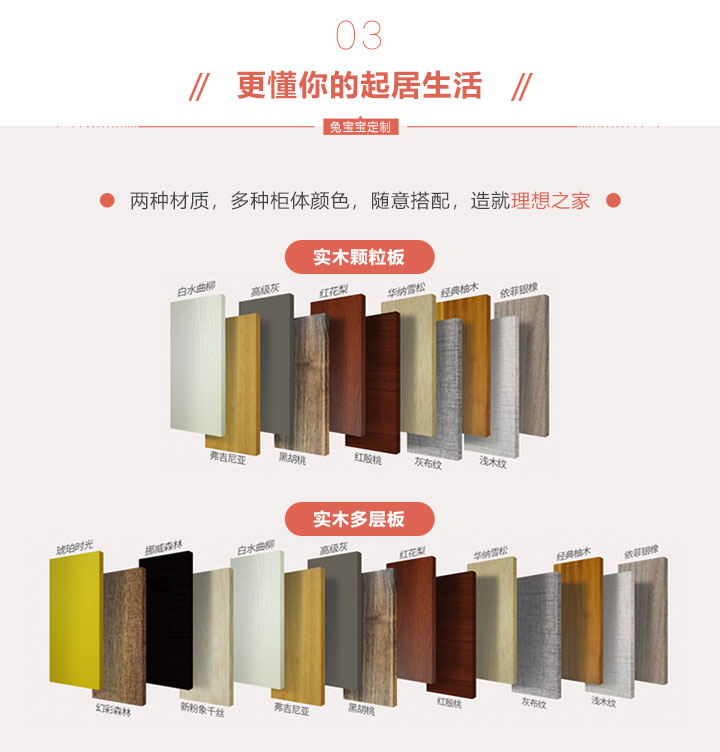 03
// 更懂你的起居生活 //
兔宝宝定制
两种材质，多种柜体颜色，随意搭配，造就理想之家
实木颗粒板
白水曲柳 高级灰 红花梨 华纳雪松 经典柚木 依菲银橡
弗吉尼亚 黑胡桃 红殷桃 灰布纹 浅木纹
实木多层板
琥珀时光 挪威森林 白水曲柳 高级灰 红花梨 华纳雪松 经典柚木 依菲银橡
幻彩森林 新粉象千丝 弗吉尼亚 黑胡桃 红殷桃 灰布纹 浅木纹